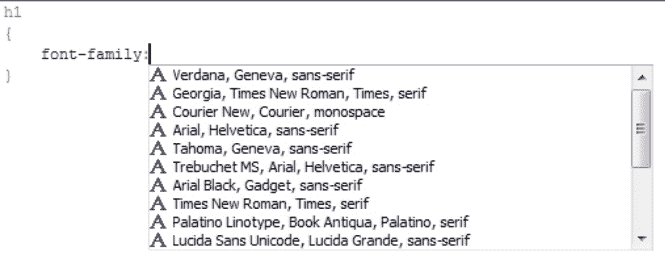 h1
{
font-family:
}
Verdana, Geneva, sans-serif
Georgia, Times New Roman, Times, serif
Courier New, Courier, monospace
Arial, Helvetica, sans-serif
Tahoma, Geneva, sans-serif
Trebuchet MS, Arial, Helvetica, sans-serif
Arial Black, Gadget, sans-serif
Times New Roman, Times, serif
Palatino Linotype, Book Antiqua, Palatino, serif
Lucida Sans Unicode, Lucida Grande, sans-serif